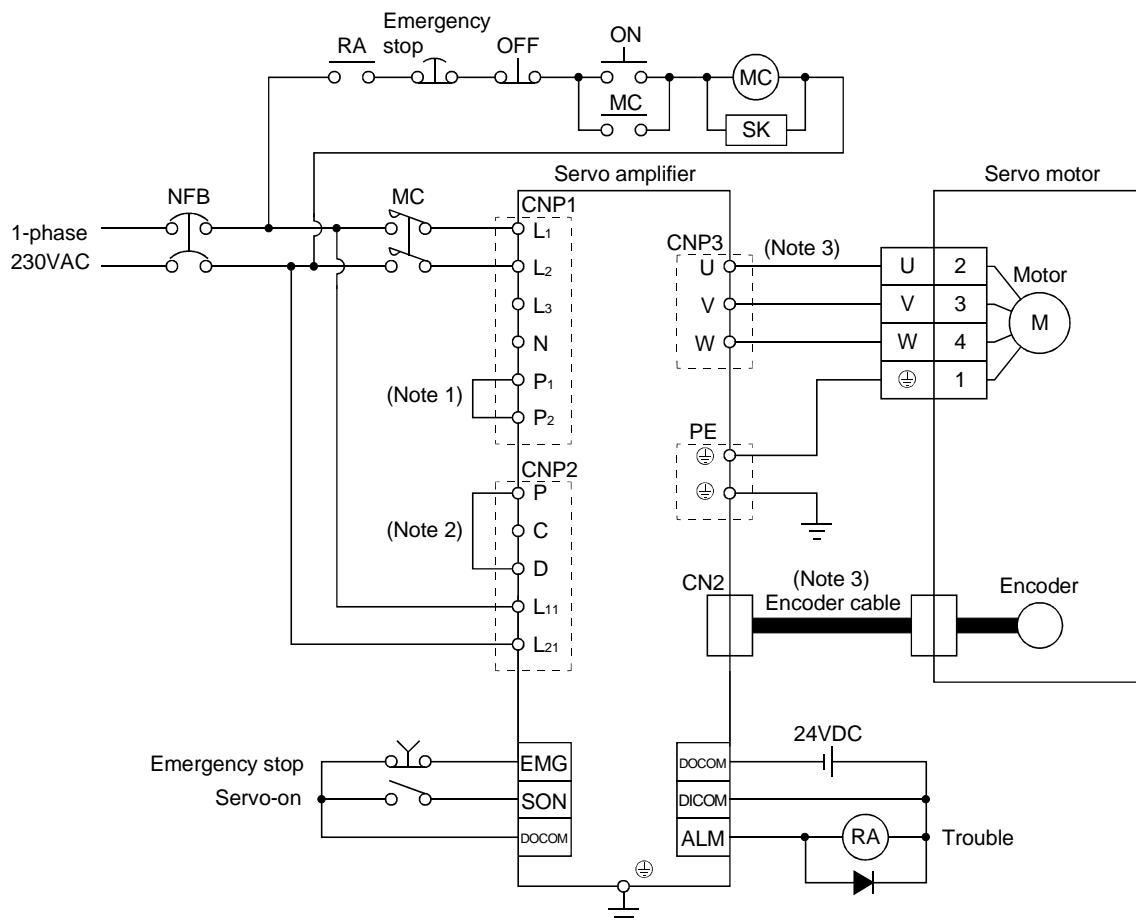 Emergency stop
RA
OFF
ON
MC
MC
SK
Servo amplifier
Servo motor
NFB
MC
CNP1
1-phase
230VAC
L1
L2
L3
N
P1
P2
(Note 1)
CNP3
(Note 3)
U
V
W
U 2
V 3
W 4
1
Motor
M
PE
CNP2
P
C
D
L11
L21
(Note 2)
CN2
(Note 3)
Encoder cable
Encoder
Emergency stop
Servo-on
EMG
SON
DOCOM
24VDC
DOCOM
DICOM
ALM
RA
Trouble